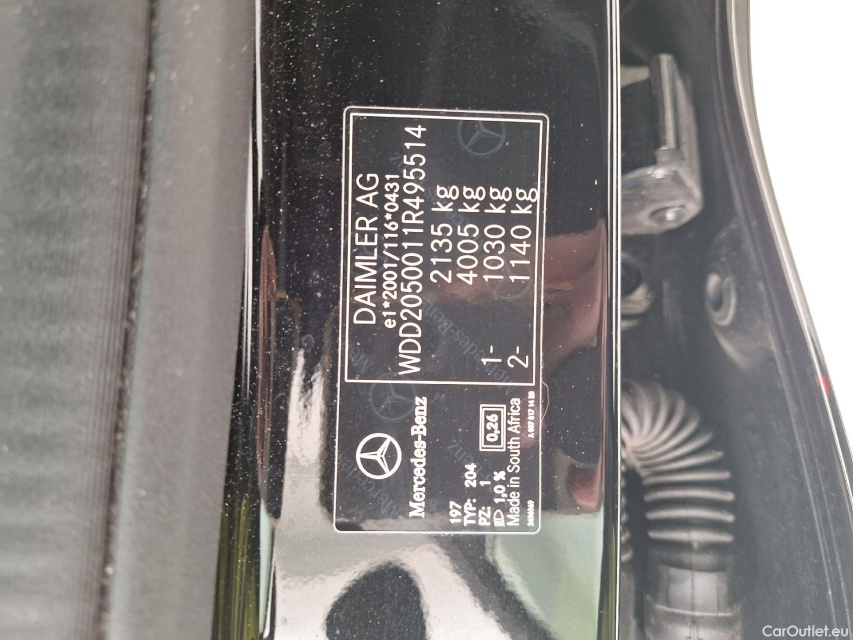 DAIMLER AG
e1*2001/116*0431
WDD2050011R495514
2135 kg
4005 kg
1- 1030 kg
2- 1140 kg
Mercedes-Benz
197
TYP: 204
PZ: 1
1,0 %
0,26
Made in South Africa
CarOutlet.eu